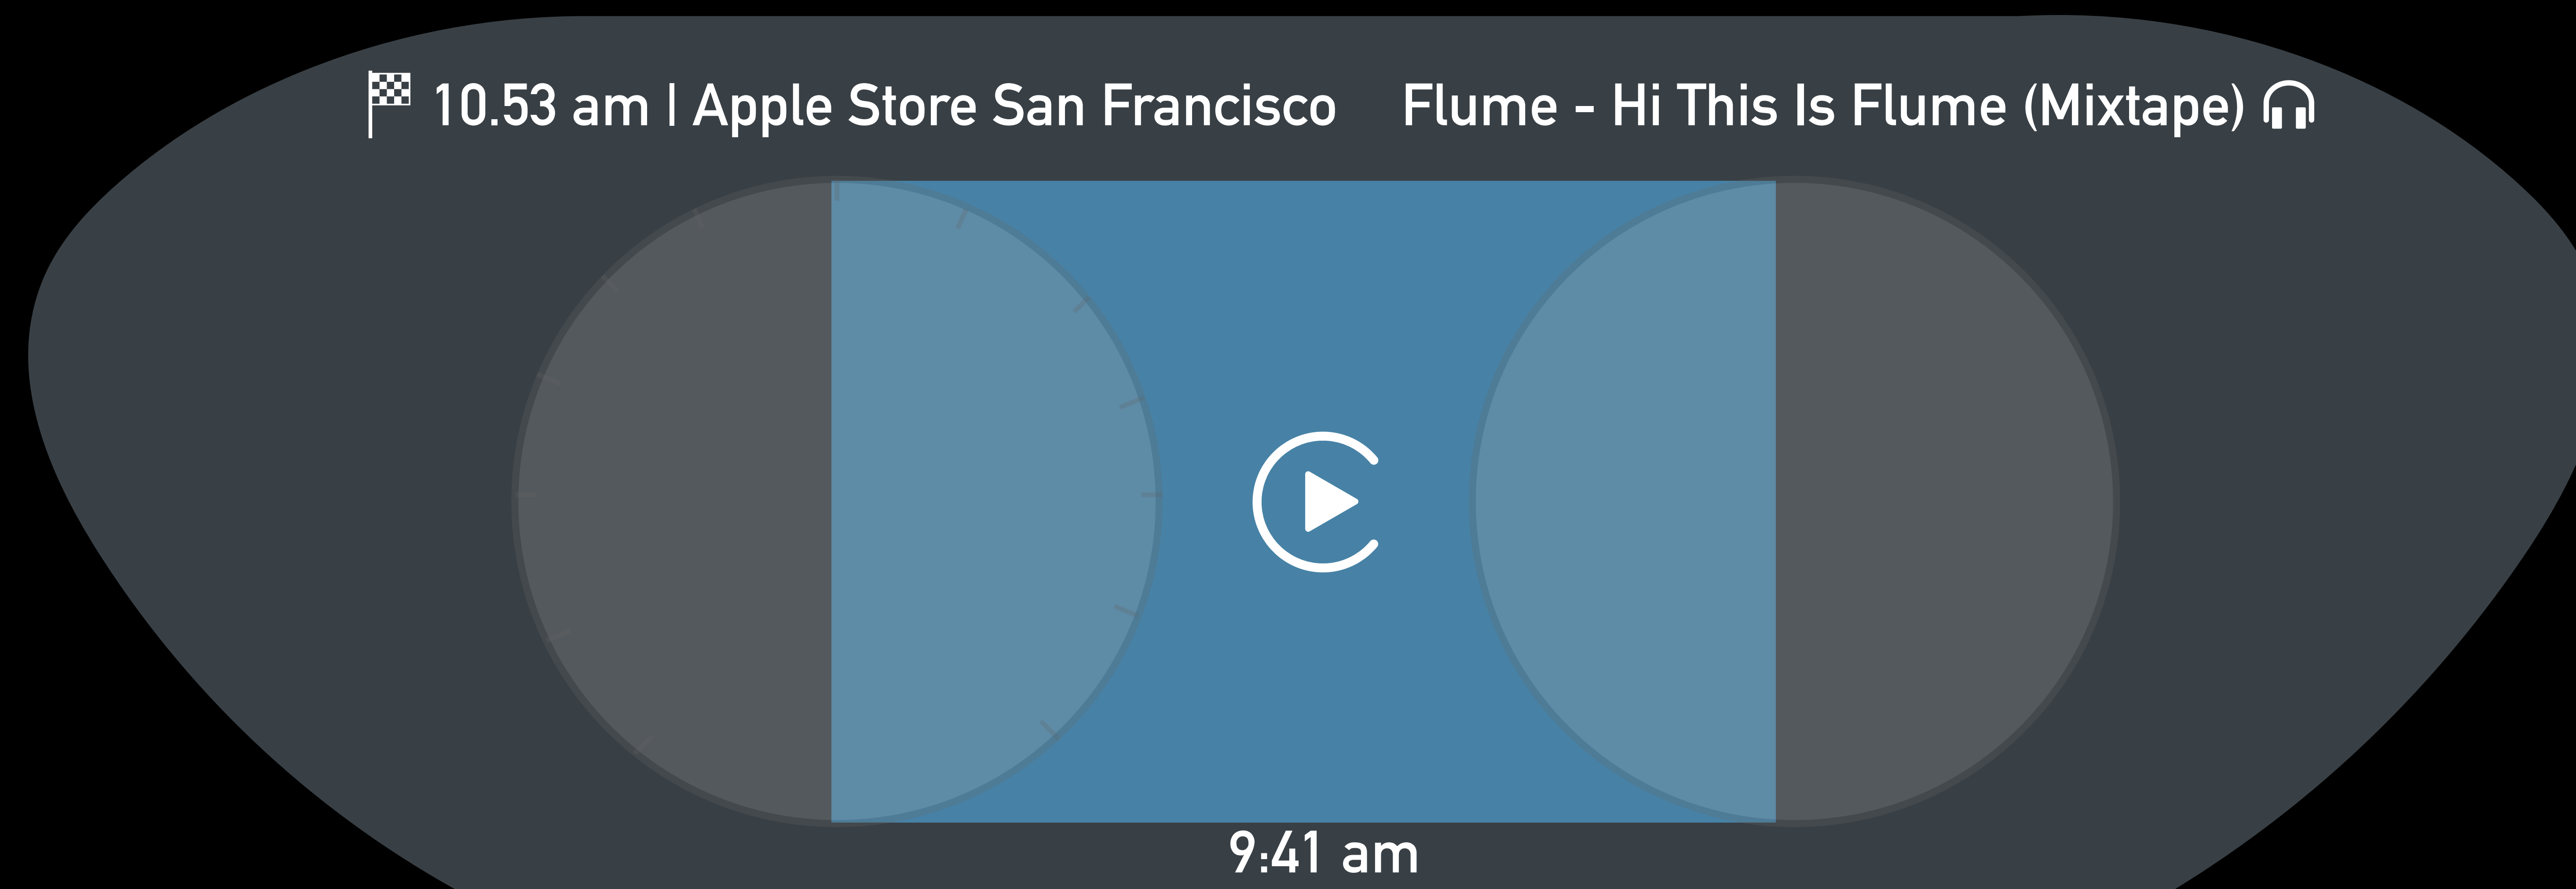 10.53 am | Apple Store San Francisco
Flume - Hi This Is Flume (Mixtape)
9:41 am